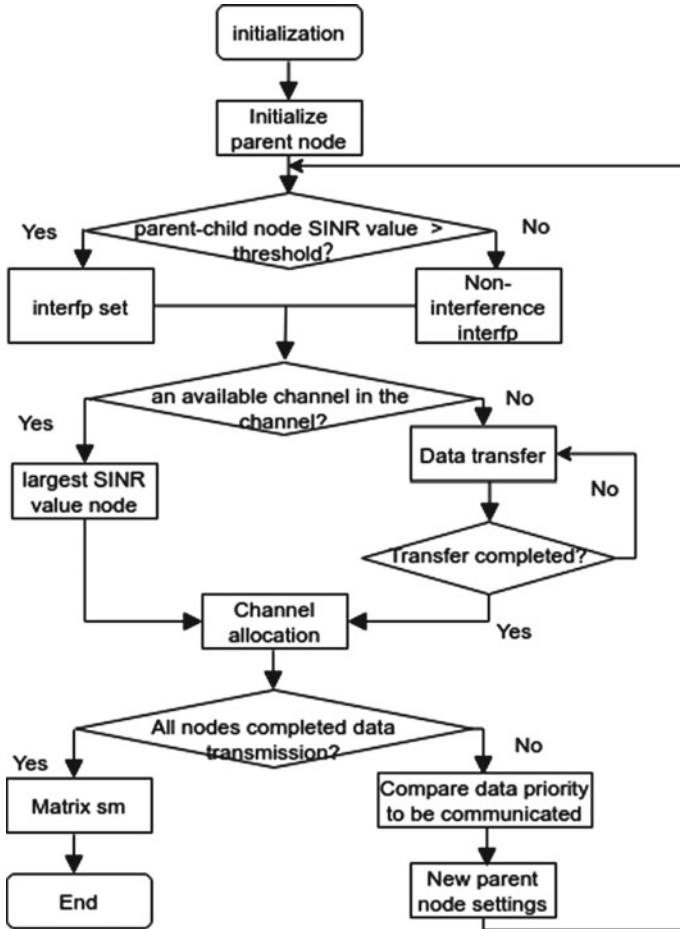 initialization
Initialize
parent node
parent-child node SINR value >
threshold?
Yes
No
interfp set
Non-
interference
interfp
an available channel in the
channel?
Yes
No
largest SINR
value node
Data transfer
No
Transfer completed?
Channel
allocation
Yes
All nodes completed data
transmission?
Yes
No
Matrix sm
Compare data priority
to be communicated
End
New parent
node settings